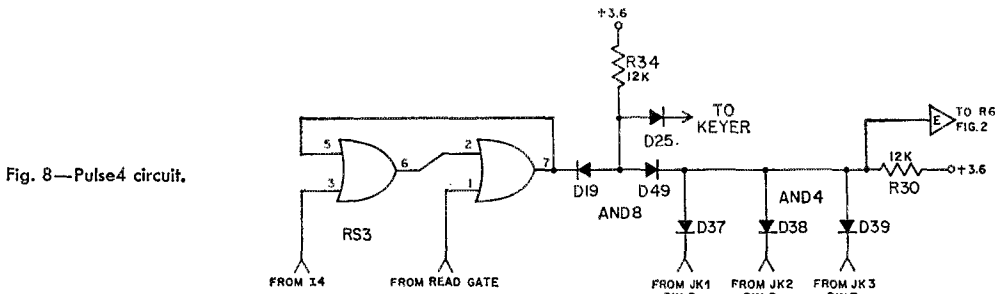 Fig. 8—Pulse4 circuit.
+3.6
R34
12K
TO
KEYER
D25.
E
TO R6
FIG.2
12K
+3.6
R30
5
6
3
2
7
1
D19
D49
AND8
AND4
RS3
D37
D38
D39
FROM I4
FROM READ GATE
FROM JK1
FROM JK2
FROM JK3